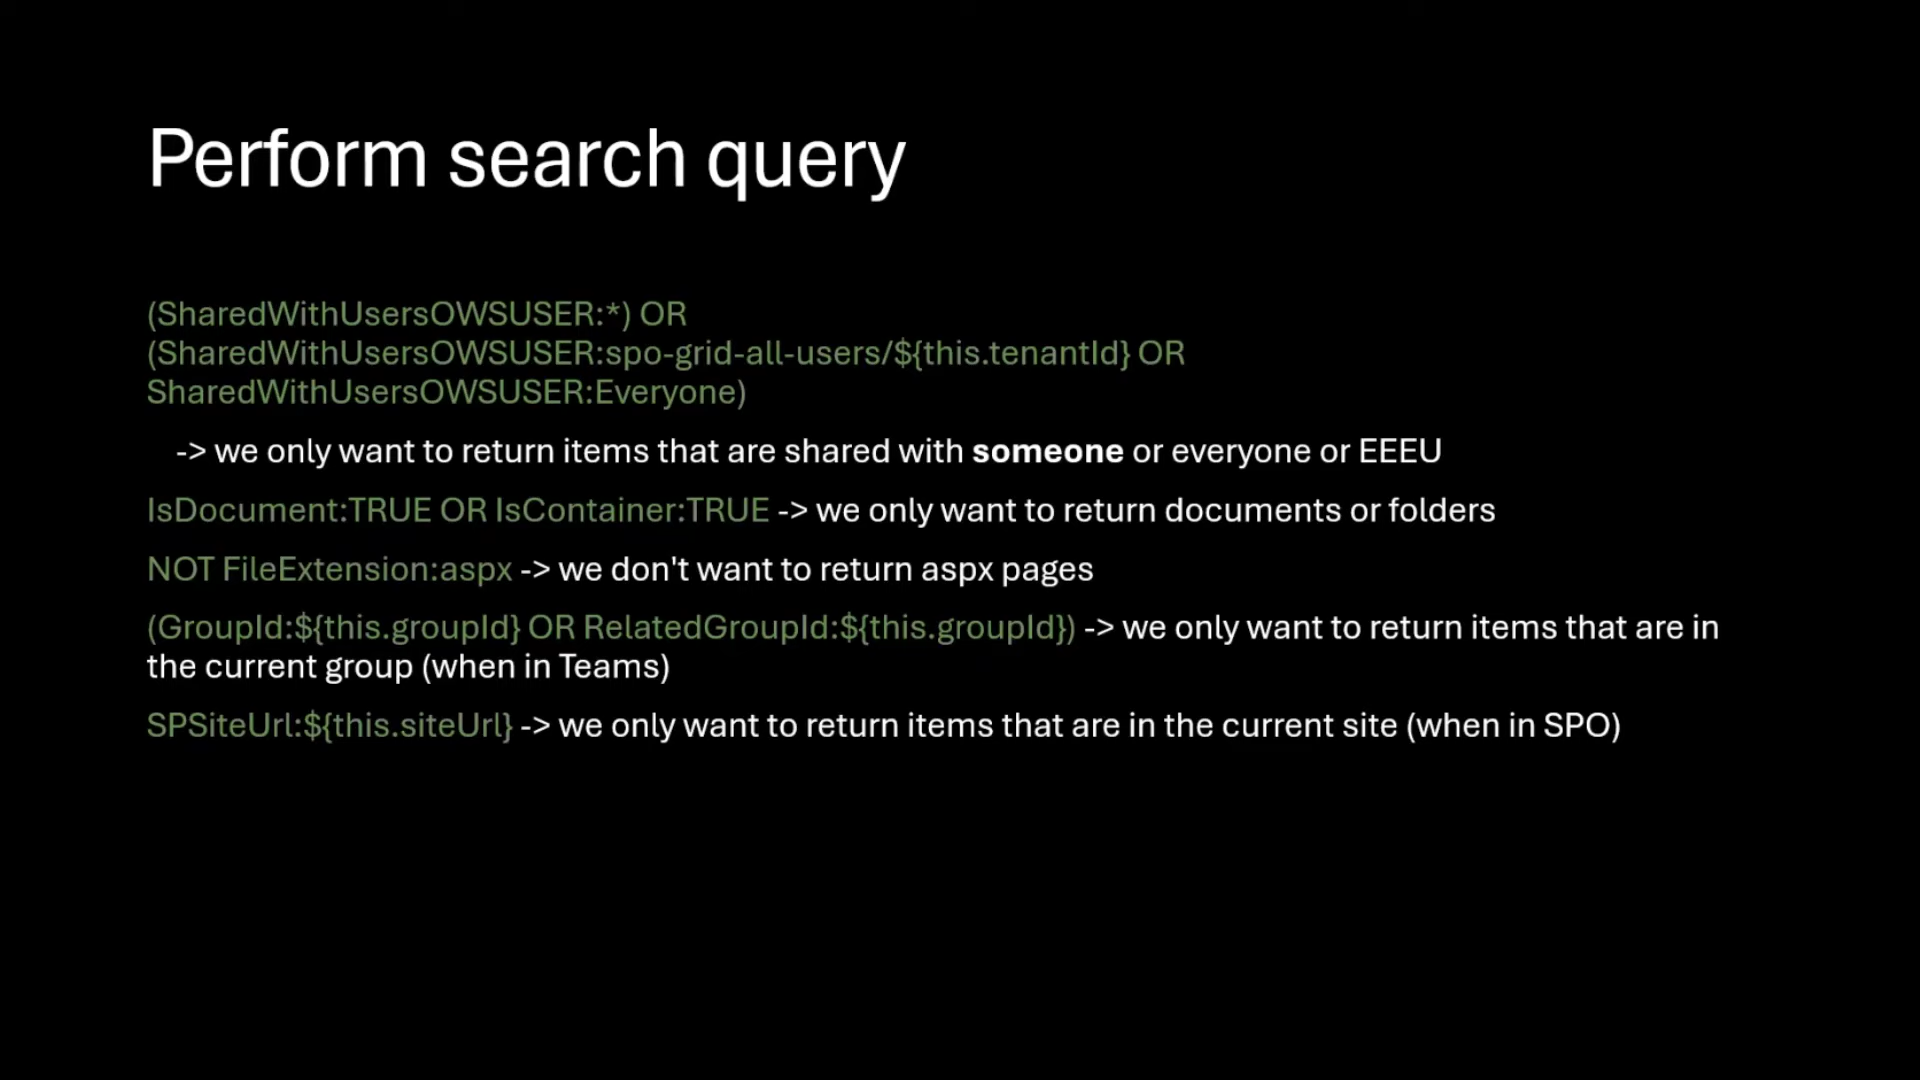 Perform search query
(SharedWithUsersOWSUSER:*) OR
(SharedWithUsersOWSUSER:spo-grid-all-users/${this.tenantId} OR
SharedWithUsersOWSUSER:Everyone)
-> we only want to return items that are shared with someone or everyone or EEEU
IsDocument:TRUE OR IsContainer:TRUE -> we only want to return documents or folders
NOT FileExtension:aspx -> we don't want to return aspx pages
(GroupId:${this.groupId} OR RelatedGroupId:${this.groupId}) -> we only want to return items that are in
the current group (when in Teams)
SPSiteUrl:${this.siteUrl} -> we only want to return items that are in the current site (when in SPO)